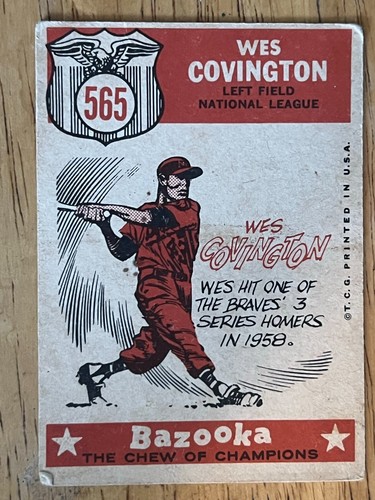 565
WES
COVINGTON
LEFT FIELD
NATIONAL LEAGUE
WES
COVINGTON
WES HIT ONE OF
THE BRAVES' 3
SERIES HOMERS
IN 1958.
© T.C.G. PRINTED IN U.S.A.
Bazooka
THE CHEW OF CHAMPIONS